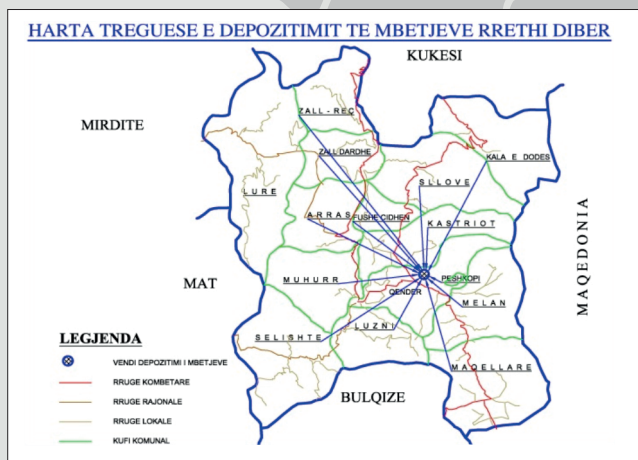 HARTA TREGUESE E DEPOZITIMIT TE MBETJEVE RRETHI DIBER
KUKESI
MIRDITE
ZALL - REÇ
ZALL DARDHE
KALA E DODES
SLLOVE
LURE
ARRAS
FUSHE CIDHEN
KASTRIOT
MAQEDONIA
MAT
MUHURR
PESHKOPI
QENDER
MELAN
LUZNI
SELISHTE
MAQELLARE
BULQIZE
LEGJENDA
VENDI DEPOZITIMI I MBETJEVE
RRUGE KOMBETARE
RRUGE RAJONALE
RRUGE LOKALE
KUFI KOMUNAL